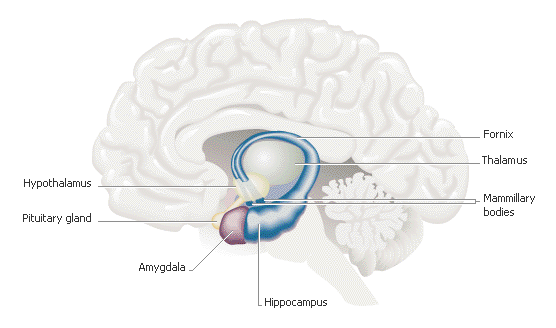 Fornix
Thalamus
Hypothalamus
Mammillary
bodies
Pituitary gland
Amygdala
Hippocampus